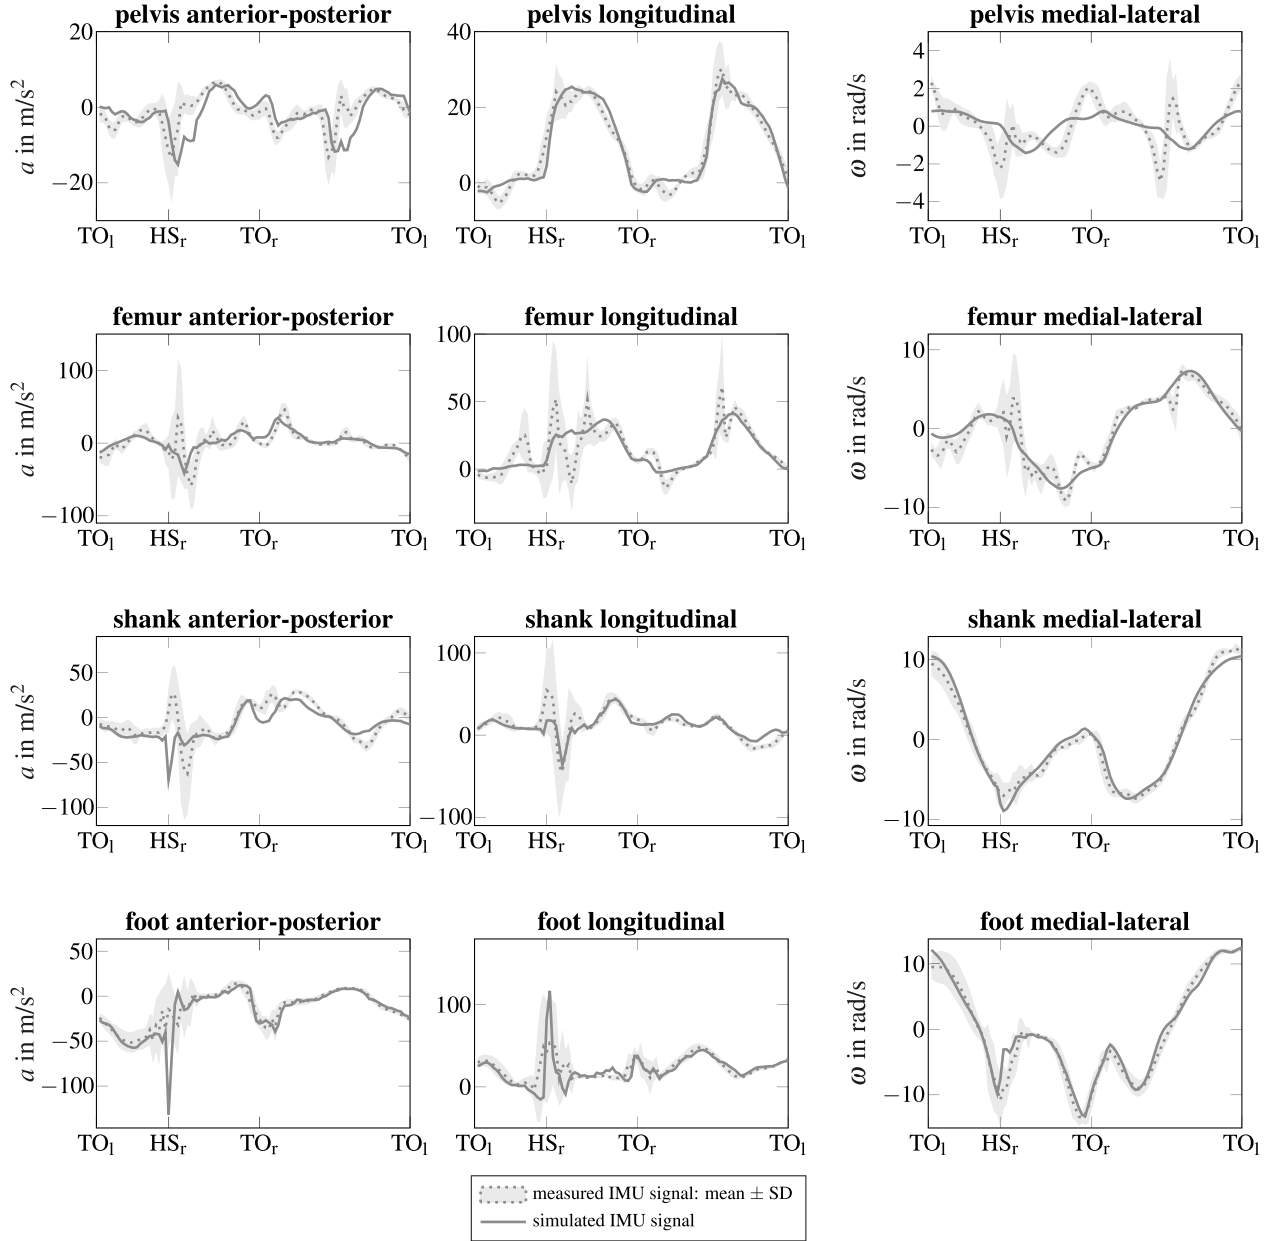 pelvis anterior-posterior
pelvis longitudinal
pelvis medial-lateral
a in m/s²
20
0
−20
TOl HSr TOr TOl
40
20
0
TOl HSr TOr TOl
ω in rad/s
4
2
0
−2
−4
TOl HSr TOr TOl
femur anterior-posterior
femur longitudinal
femur medial-lateral
a in m/s²
100
0
−100
TOl HSr TOr TOl
100
50
0
TOl HSr TOr TOl
ω in rad/s
10
0
−10
TOl HSr TOr TOl
shank anterior-posterior
shank longitudinal
shank medial-lateral
a in m/s²
50
0
−50
−100
TOl HSr TOr TOl
100
0
−100
TOl HSr TOr TOl
ω in rad/s
10
0
−10
TOl HSr TOr TOl
foot anterior-posterior
foot longitudinal
foot medial-lateral
a in m/s²
50
0
−50
−100
TOl HSr TOr TOl
100
0
TOl HSr TOr TOl
ω in rad/s
10
0
−10
TOl HSr TOr TOl
measured IMU signal: mean ± SD
simulated IMU signal